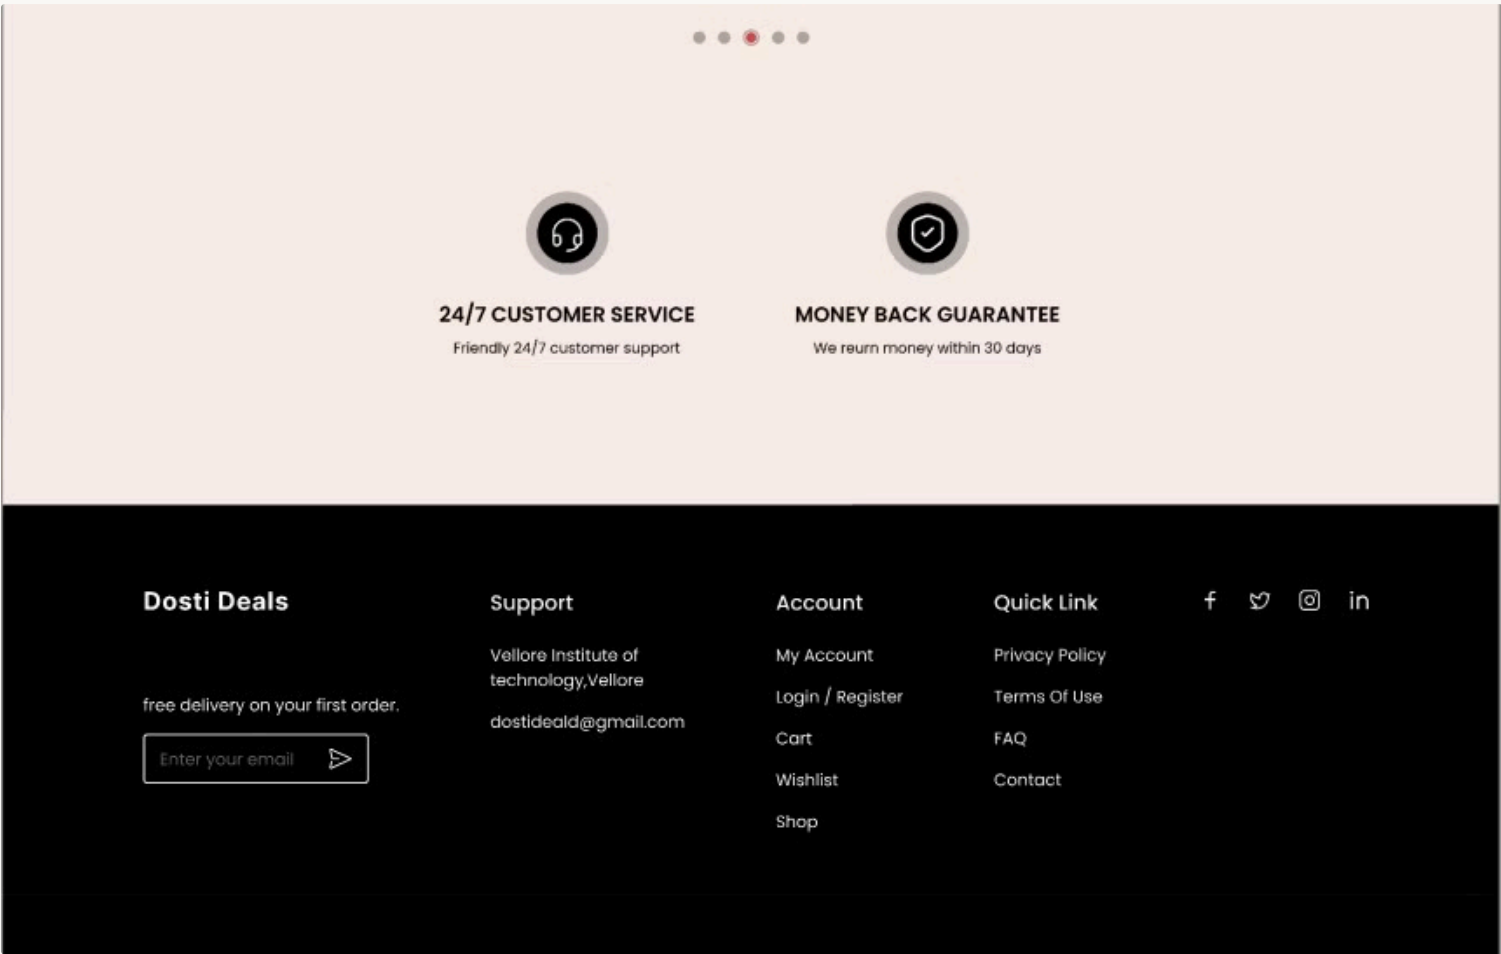 24/7 CUSTOMER SERVICE
Friendly 24/7 customer support
MONEY BACK GUARANTEE
We reurn money within 30 days
Dosti Deals
free delivery on your first order.
Enter your email
Support
Vellore Institute of
technology,Vellore
dostideald@gmail.com
Account
My Account
Login / Register
Cart
Wishlist
Shop
Quick Link
Privacy Policy
Terms Of Use
FAQ
Contact